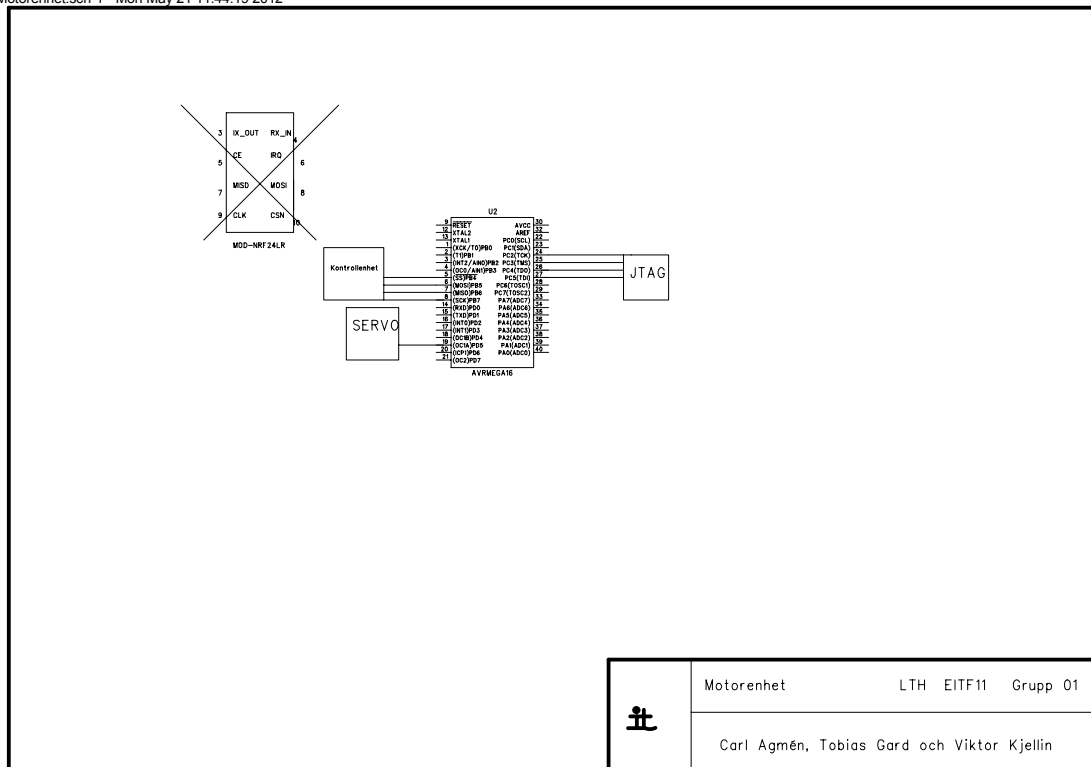 Motorenhet.sch-1 - Mon May 21 11:44:15 2012
3 IX_OUT RX_IN 4
5 CE IRQ 6
7 MISD MOSI 8
9 CLK CSN 10
MOD-NRF24LR
U2
9 RESET AVCC 30
12 XTAL2 AREF 32
13 XTAL1 PC0(SCL) 22
1 (XCK/T0)PB0 PC1(SDA) 23
2 (T1)PB1 PC2(TCK) 24
3 (INT2/AIN0)PB2 PC3(TMS) 25
4 (OC0/AIN1)PB3 PC4(TDO) 26
5 (SS)PB4 PC5(TDI) 27
6 (MOSI)PB5 PC6(TOSC1) 28
7 (MISO)PB6 PC7(TOSC2) 29
8 (SCK)PB7 PA7(ADC7) 33
14 (RXD)PD0 PA6(ADC6) 34
15 (TXD)PD1 PA5(ADC5) 35
16 (INT0)PD2 PA4(ADC4) 36
17 (INT1)PD3 PA3(ADC3) 37
18 (OC1B)PD4 PA2(ADC2) 38
19 (OC1A)PD5 PA1(ADC1) 39
20 (ICP1)PD6 PA0(ADC0) 40
21 (OC2)PD7
AVRMEGA16
Kontrollenhet
SERVO
JTAG
it
Motorenhet LTH EITF11 Grupp 01
Carl Agmén, Tobias Gard och Viktor Kjellin